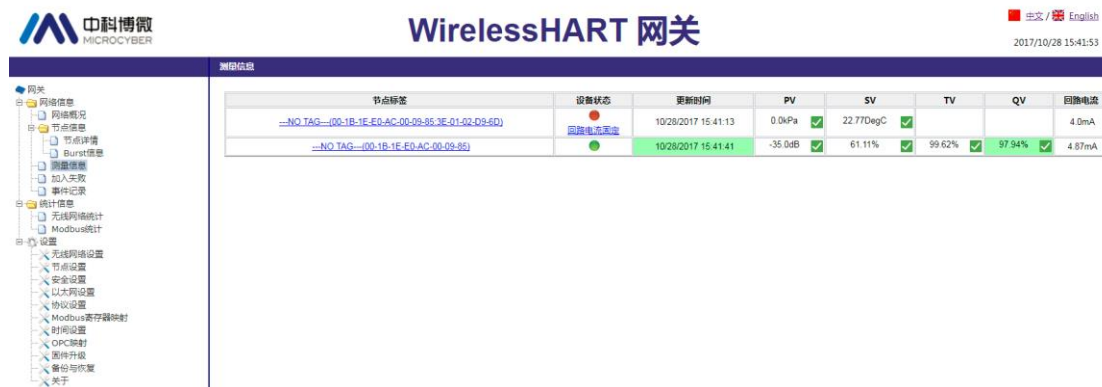 中科博微
MICROCYBER
WirelessHART 网关
中文 / English
2017/10/28 15:41:53
测量信息
网关
网络信息
网络概况
节点信息
节点详情
Burst信息
测量信息
加入失败
事件记录
统计信息
无线网络统计
Modbus统计
设置
无线网络设置
节点设置
安全设置
以太网设置
协议设置
Modbus寄存器映射
时间设置
OPC映射
固件升级
备份与恢复
关于
节点标签 设备状态 更新时间 PV SV TV QV 回路电流
---NO TAG---(00-1B-1E-E0-AC-00-09-85:3E-01-02-D9-6D) 回路电流固定 10/28/2017 15:41:13 0.0kPa 22.77DegC 4.0mA
---NO TAG---(00-1B-1E-E0-AC-00-09-85) 10/28/2017 15:41:41 -35.0dB 61.11% 99.62% 97.94% 4.87mA